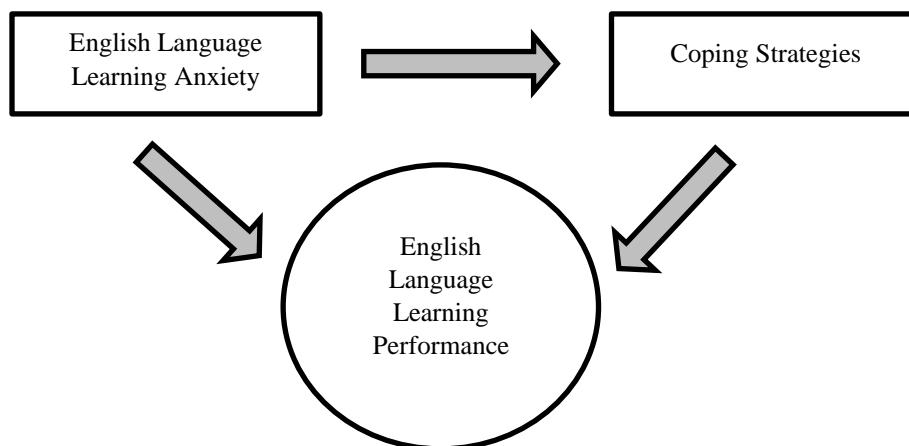 English Language
Learning Anxiety
Coping Strategies
English
Language
Learning
Performance